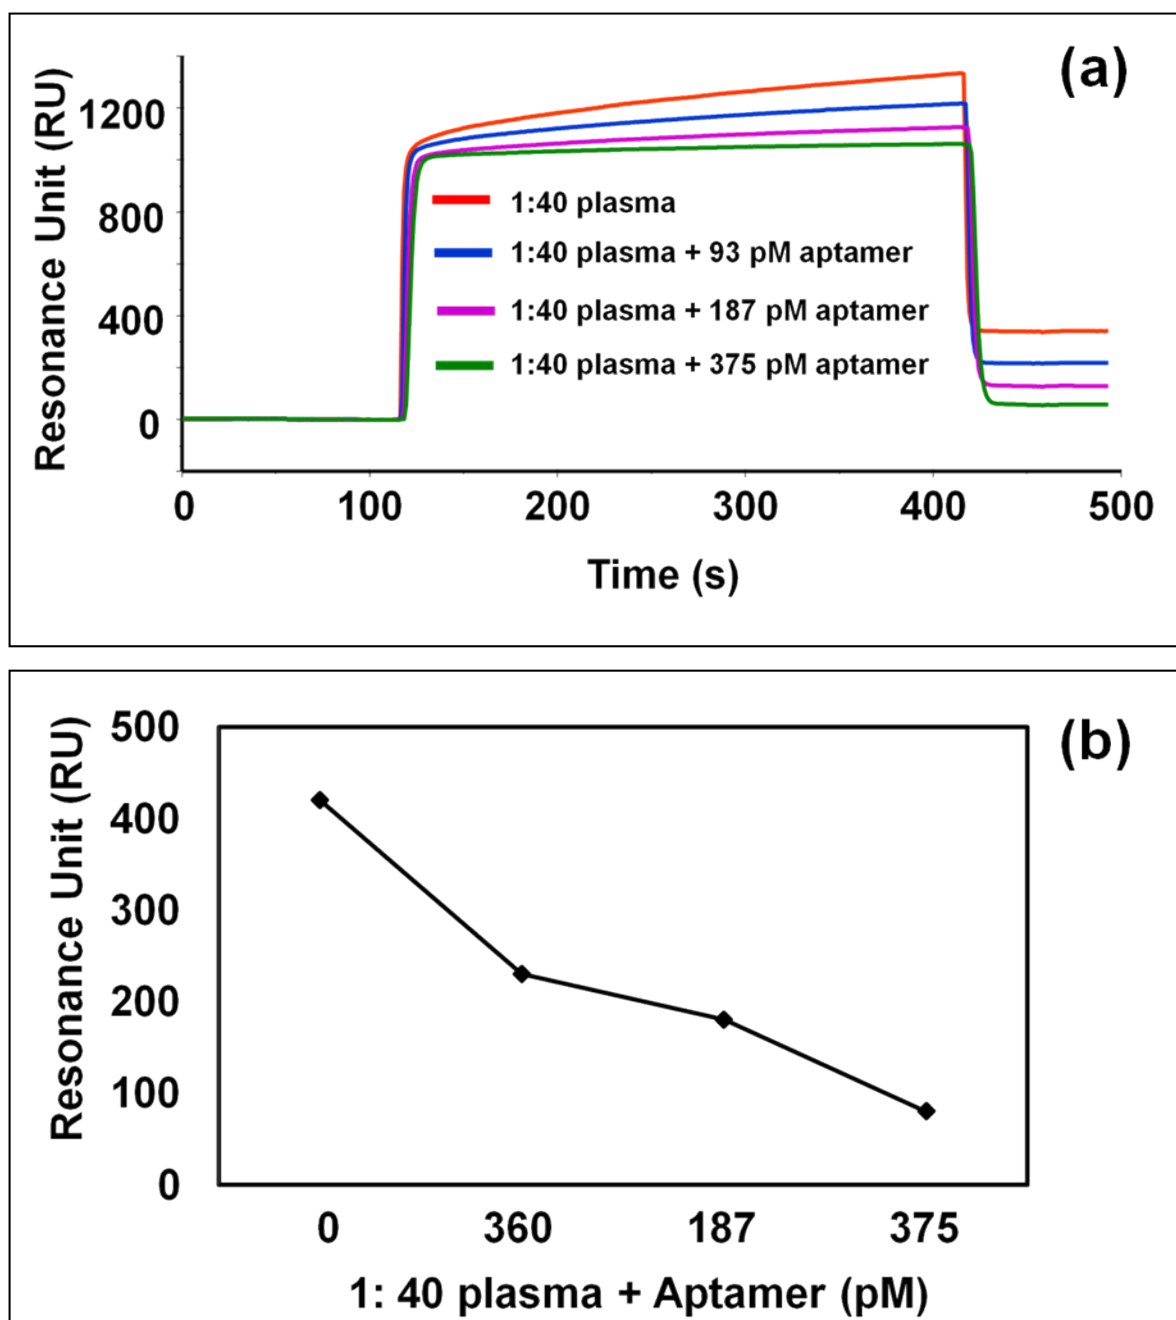 (a)
Resonance Unit (RU)
1200
800
400
0
1:40 plasma
1:40 plasma + 93 pM aptamer
1:40 plasma + 187 pM aptamer
1:40 plasma + 375 pM aptamer
0 100 200 300 400 500
Time (s)
(b)
Resonance Unit (RU)
500
400
300
200
100
0
0 360 187 375
1: 40 plasma + Aptamer (pM)